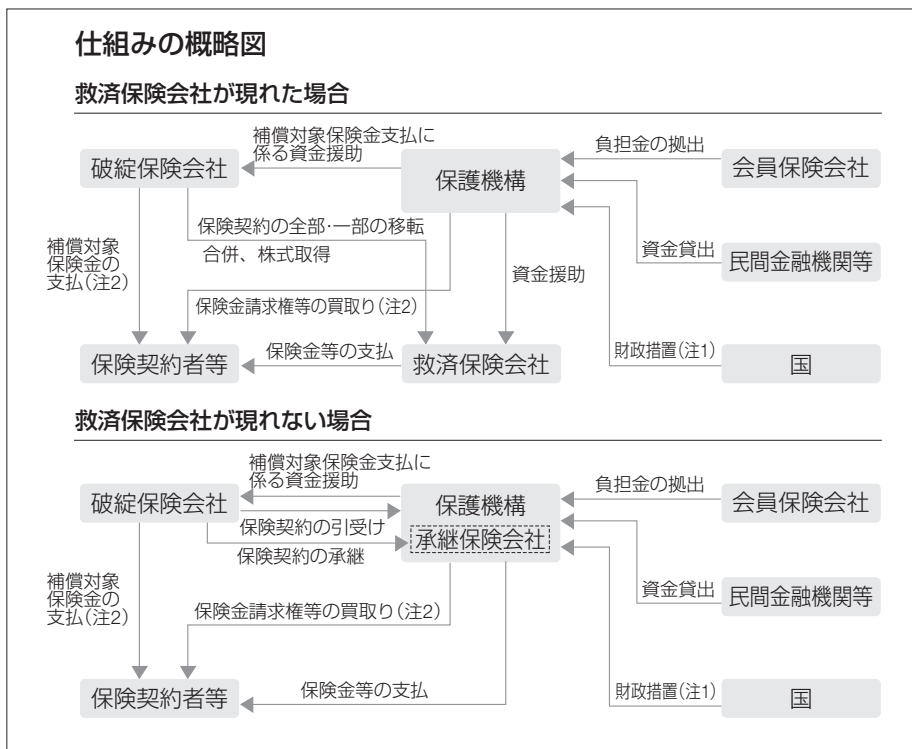 仕組みの概略図
救済保険会社が現れた場合
破綻保険会社
補償対象保険金支払に
係る資金援助
保護機構
負担金の拠出
会員保険会社
補償対象
保険金の
支払(注2)
保険契約の全部・一部の移転
合併、株式取得
資金援助
資金貸出
民間金融機関等
保険金請求権等の買取り(注2)
保険契約者等
保険金等の支払
救済保険会社
財政措置(注1)
国
救済保険会社が現れない場合
破綻保険会社
補償対象保険金支払に
係る資金援助
保護機構
承継保険会社
負担金の拠出
会員保険会社
保険契約の引受け
保険契約の承継
補償対象
保険金の
支払(注2)
資金貸出
民間金融機関等
保険金請求権等の買取り(注2)
保険契約者等
保険金等の支払
財政措置(注1)
国